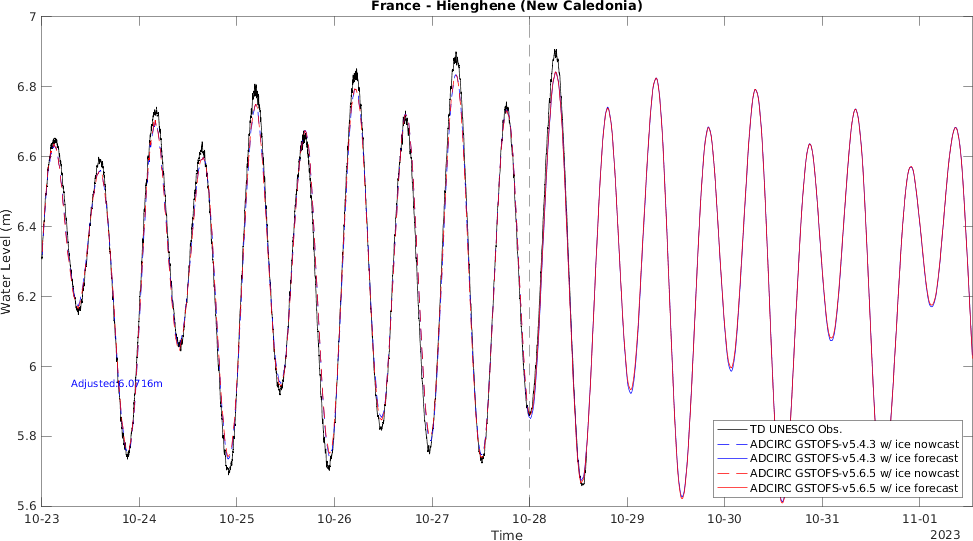 France - Hienghene (New Caledonia)
7
6.8
6.6
6.4
6.2
6
5.8
5.6
Water Level (m)
Adjusted:6.0716m
TD UNESCO Obs.
ADCIRC GSTOFS-v5.4.3 w/ ice nowcast
ADCIRC GSTOFS-v5.4.3 w/ ice forecast
ADCIRC GSTOFS-v5.6.5 w/ ice nowcast
ADCIRC GSTOFS-v5.6.5 w/ ice forecast
10-23 10-24 10-25 10-26 10-27 10-28 10-29 10-30 10-31 11-01
2023
Time